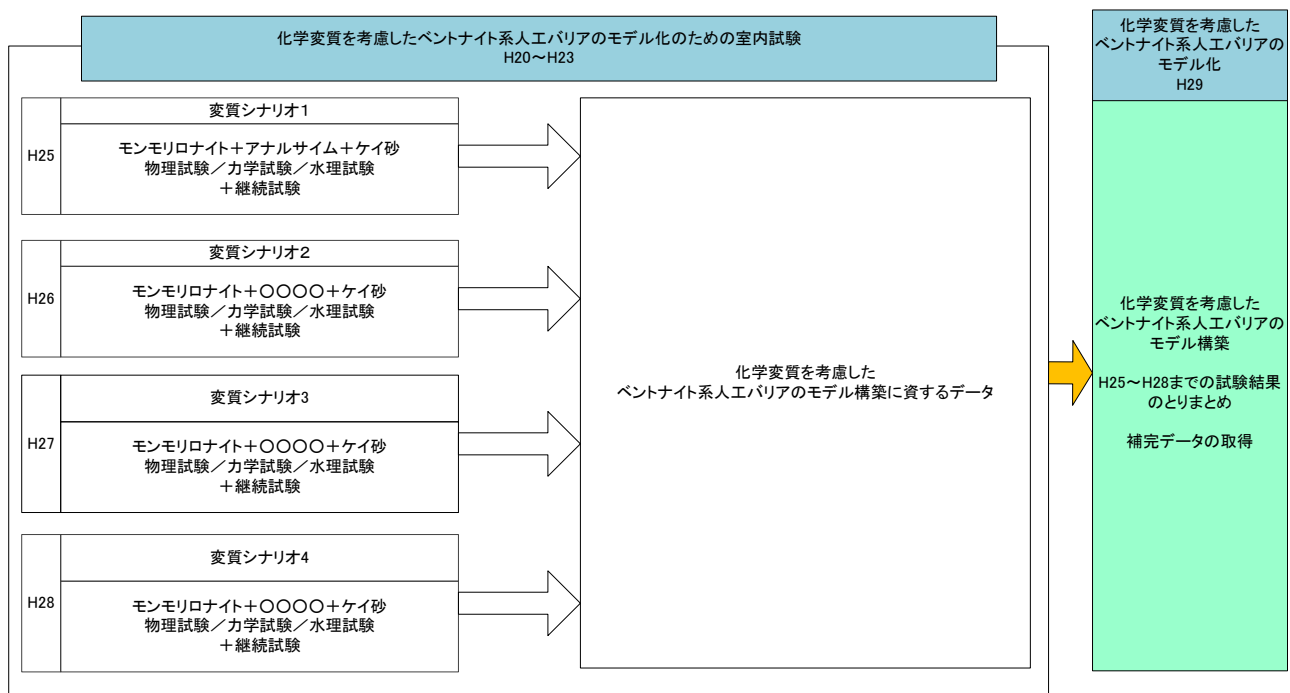 化学変質を考慮したベントナイト系人工バリアのモデル化のための室内試験
H20～H23
化学変質を考慮した
ベントナイト系人工バリアの
モデル化
H29
H25
変質シナリオ1
モンモリロナイト＋アナルサイム＋ケイ砂
物理試験／力学試験／水理試験
＋継続試験
H26
変質シナリオ2
モンモリロナイト＋〇〇〇〇＋ケイ砂
物理試験／力学試験／水理試験
＋継続試験
H27
変質シナリオ3
モンモリロナイト＋〇〇〇〇＋ケイ砂
物理試験／力学試験／水理試験
＋継続試験
H28
変質シナリオ4
モンモリロナイト＋〇〇〇〇＋ケイ砂
物理試験／力学試験／水理試験
＋継続試験
化学変質を考慮した
ベントナイト系人工バリアのモデル構築に資するデータ
化学変質を考慮した
ベントナイト系人工バリアの
モデル構築
H25～H28までの試験結果
のとりまとめ
補完データの取得